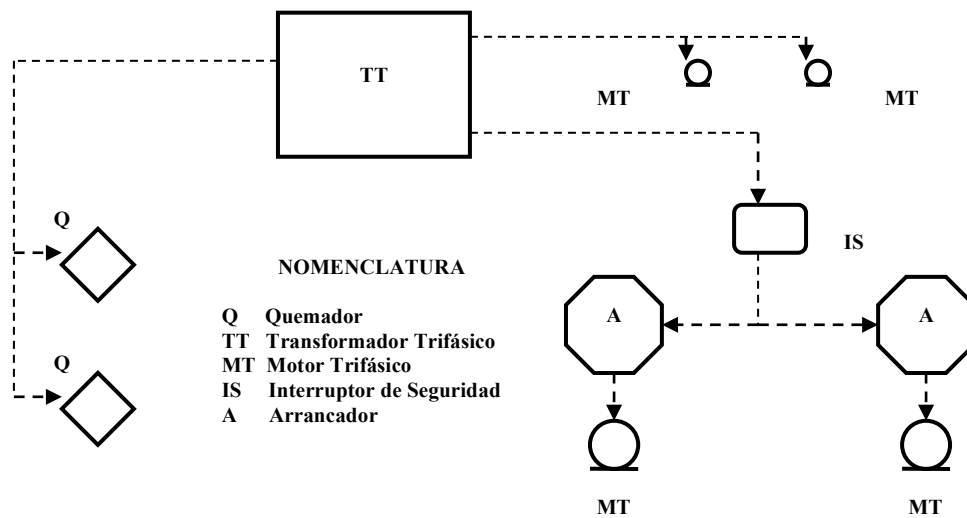 TT
MT
MT
Q
IS
NOMENCLATURA
A
A
Q Quemador
TT Transformador Trifásico
MT Motor Trifásico
IS Interruptor de Seguridad
A Arrancador
Q
MT
MT